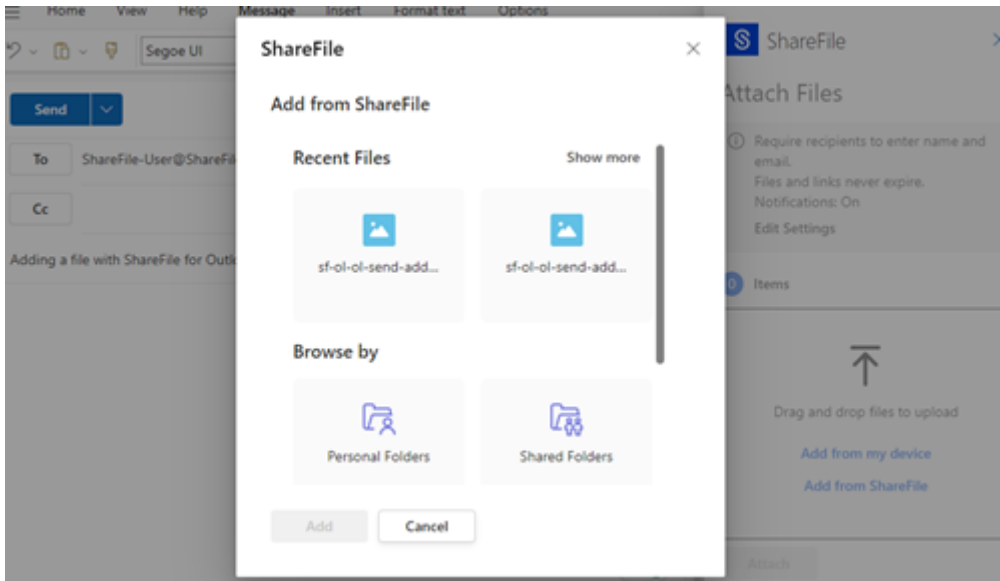 Home View Help Message Insert Format text Options
Segoe UI
Send
To ShareFile-User@ShareFil
Cc
Adding a file with ShareFile for Outlo
ShareFile
Add from ShareFile
Recent Files Show more
sf-ol-ol-send-add... sf-ol-ol-send-add...
Browse by
Personal Folders Shared Folders
Add Cancel
ShareFile
Attach Files
Require recipients to enter name and
email.
Files and links never expire.
Notifications: On
Edit Settings
0 Items
Drag and drop files to upload
Add from my device
Add from ShareFile
Attach